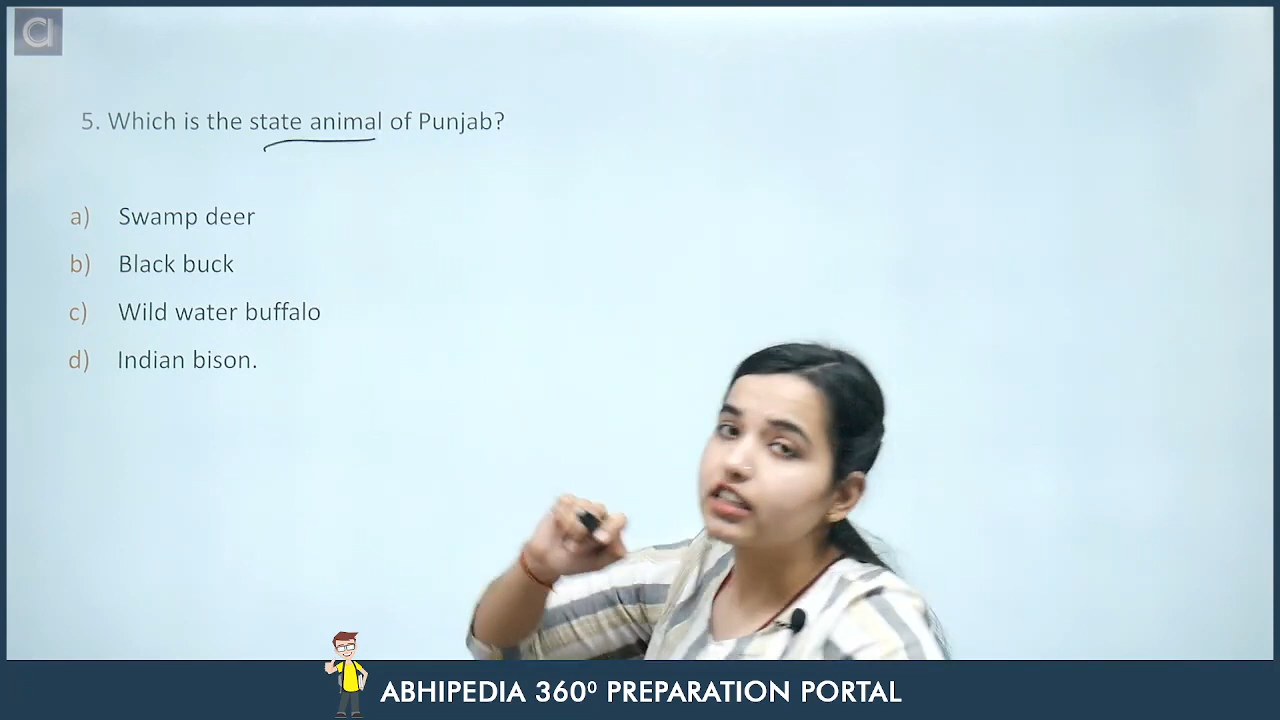 5. Which is the state animal of Punjab?
a) Swamp deer
b) Black buck
c) Wild water buffalo
d) Indian bison.
ABHIPEDIA 360⁰ PREPARATION PORTAL